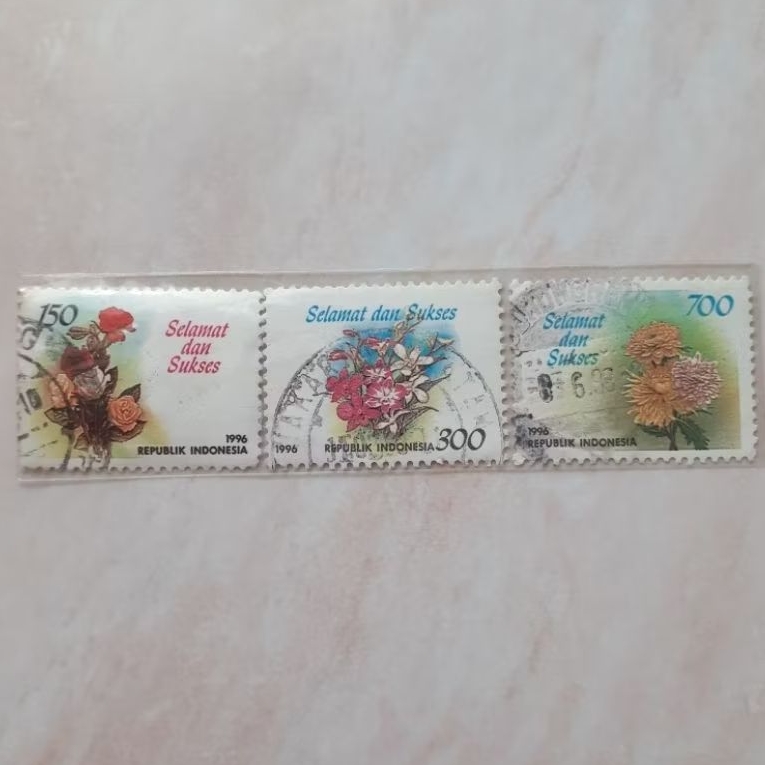 150
Selamat
dan
Sukses
1996
REPUBLIK INDONESIA
Selamat dan Sukses
1996
REPUBLIK INDONESIA 300
700
Selamat
dan
Sukses
1996
REPUBLIK INDONESIA